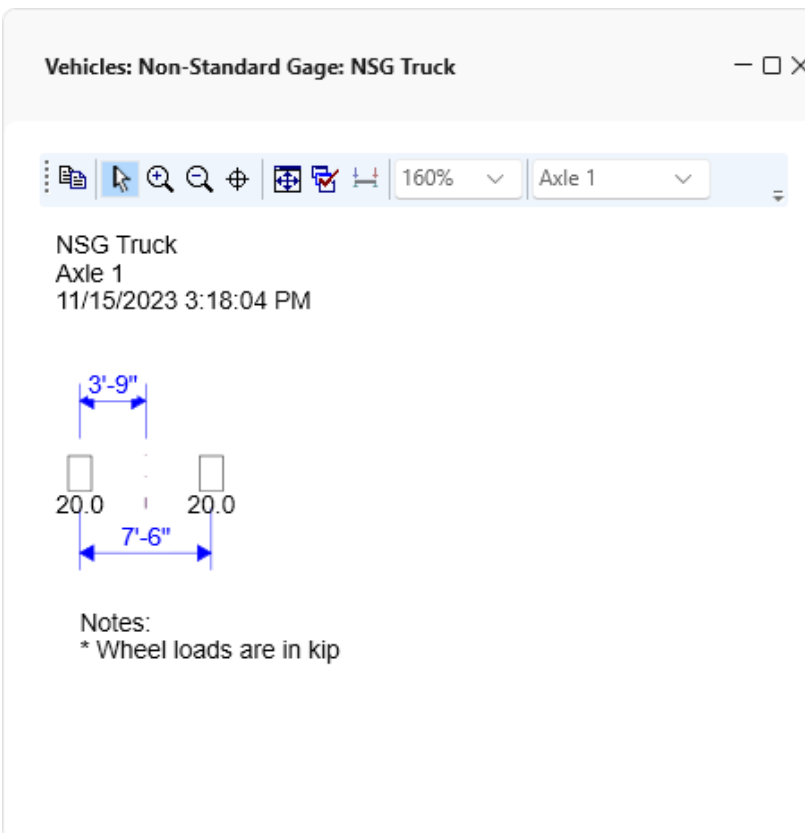 Vehicles: Non-Standard Gage: NSG Truck
160%
Axle 1
NSG Truck
Axle 1
11/15/2023 3:18:04 PM
3'-9"
20.0
20.0
7'-6"
Notes:
* Wheel loads are in kip